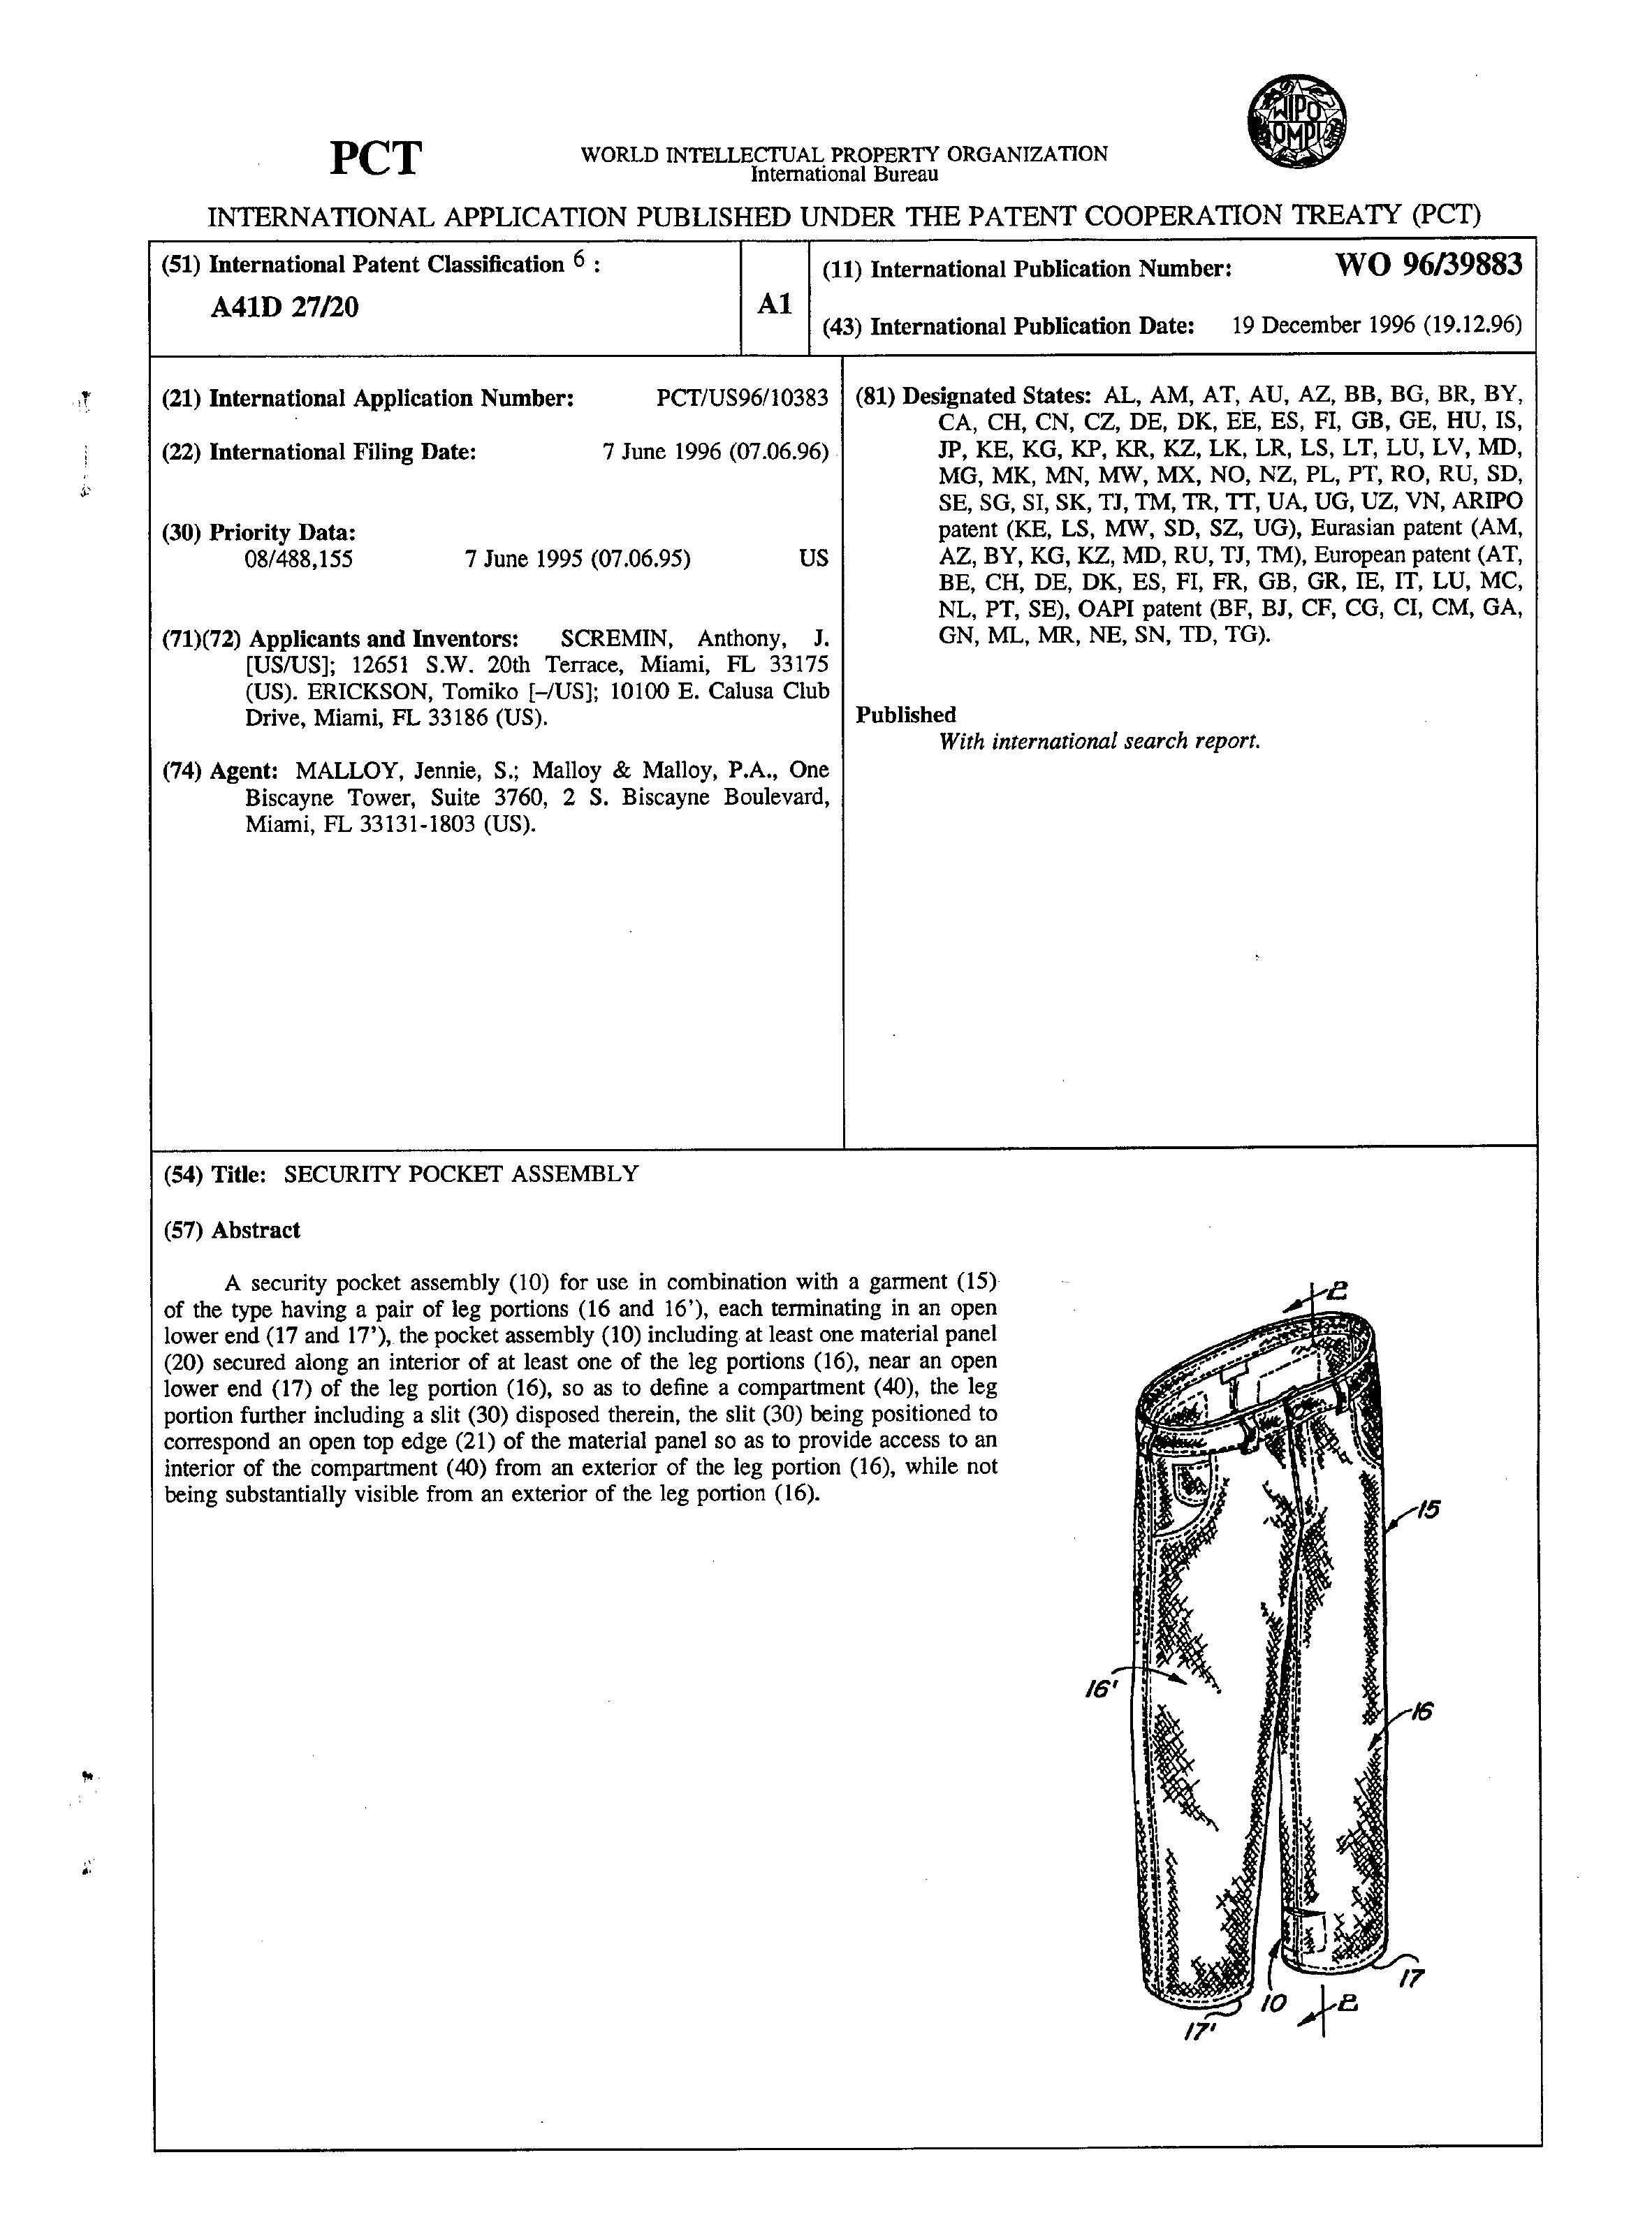 WIPO
OMPI
PCT
WORLD INTELLECTUAL PROPERTY ORGANIZATION
International Bureau
INTERNATIONAL APPLICATION PUBLISHED UNDER THE PATENT COOPERATION TREATY (PCT)
(51) International Patent Classification 6 :
A41D 27/20
A1
(11) International Publication Number: WO 96/39883
(43) International Publication Date: 19 December 1996 (19.12.96)
(21) International Application Number: PCT/US96/10383
(22) International Filing Date: 7 June 1996 (07.06.96)
(30) Priority Data:
08/488,155 7 June 1995 (07.06.95) US
(71)(72) Applicants and Inventors: SCREMIN, Anthony, J.
[US/US]; 12651 S.W. 20th Terrace, Miami, FL 33175
(US). ERICKSON, Tomiko [–/US]; 10100 E. Calusa Club
Drive, Miami, FL 33186 (US).
(74) Agent: MALLOY, Jennie, S.; Malloy & Malloy, P.A., One
Biscayne Tower, Suite 3760, 2 S. Biscayne Boulevard,
Miami, FL 33131-1803 (US).
(81) Designated States: AL, AM, AT, AU, AZ, BB, BG, BR, BY,
CA, CH, CN, CZ, DE, DK, EE, ES, FI, GB, GE, HU, IS,
JP, KE, KG, KP, KR, KZ, LK, LR, LS, LT, LU, LV, MD,
MG, MK, MN, MW, MX, NO, NZ, PL, PT, RO, RU, SD,
SE, SG, SI, SK, TJ, TM, TR, TT, UA, UG, UZ, VN, ARIPO
patent (KE, LS, MW, SD, SZ, UG), Eurasian patent (AM,
AZ, BY, KG, KZ, MD, RU, TJ, TM), European patent (AT,
BE, CH, DE, DK, ES, FI, FR, GB, GR, IE, IT, LU, MC,
NL, PT, SE), OAPI patent (BF, BJ, CF, CG, CI, CM, GA,
GN, ML, MR, NE, SN, TD, TG).
Published
With international search report.
(54) Title: SECURITY POCKET ASSEMBLY
(57) Abstract
A security pocket assembly (10) for use in combination with a garment (15)
of the type having a pair of leg portions (16 and 16'), each terminating in an open
lower end (17 and 17'), the pocket assembly (10) including at least one material panel
(20) secured along an interior of at least one of the leg portions (16), near an open
lower end (17) of the leg portion (16), so as to define a compartment (40), the leg
portion further including a slit (30) disposed therein, the slit (30) being positioned to
correspond an open top edge (21) of the material panel so as to provide access to an
interior of the compartment (40) from an exterior of the leg portion (16), while not
being substantially visible from an exterior of the leg portion (16).
2
15
16'
16
17
10
2
17'